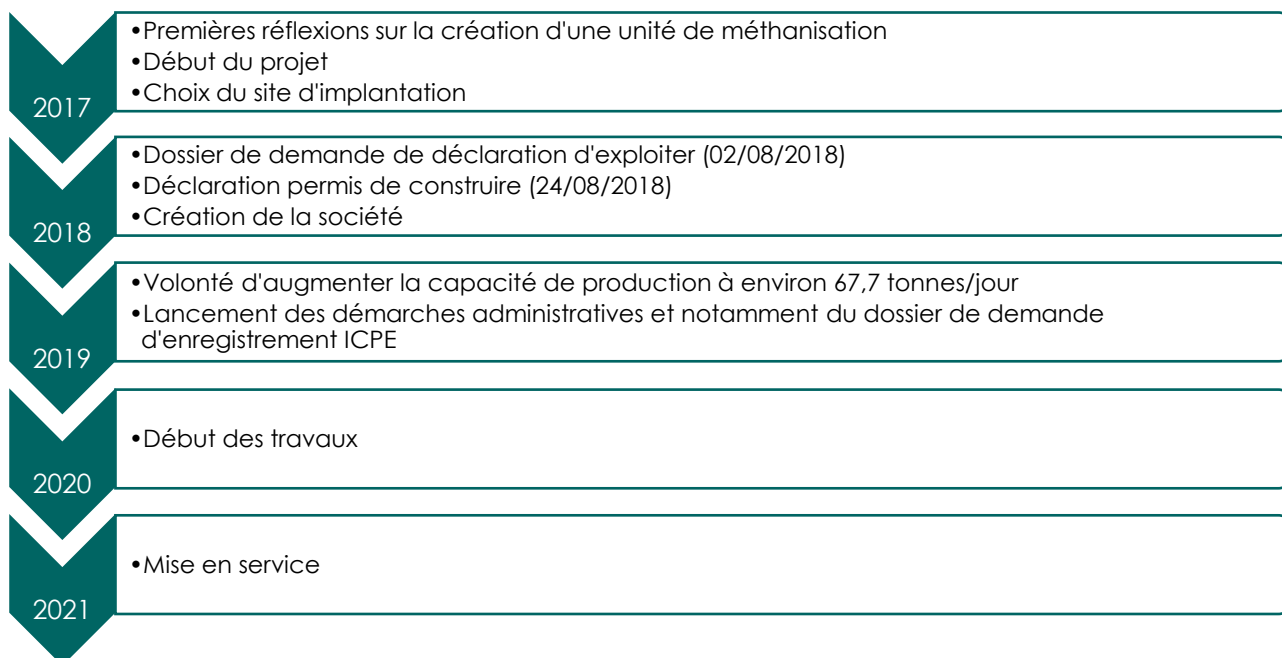 •Premières réflexions sur la création d'une unité de méthanisation
•Début du projet
•Choix du site d'implantation
2017
•Dossier de demande de déclaration d'exploiter (02/08/2018)
•Déclaration permis de construire (24/08/2018)
•Création de la société
2018
•Volonté d'augmenter la capacité de production à environ 67,7 tonnes/jour
•Lancement des démarches administratives et notamment du dossier de demande
d'enregistrement ICPE
2019
•Début des travaux
2020
•Mise en service
2021